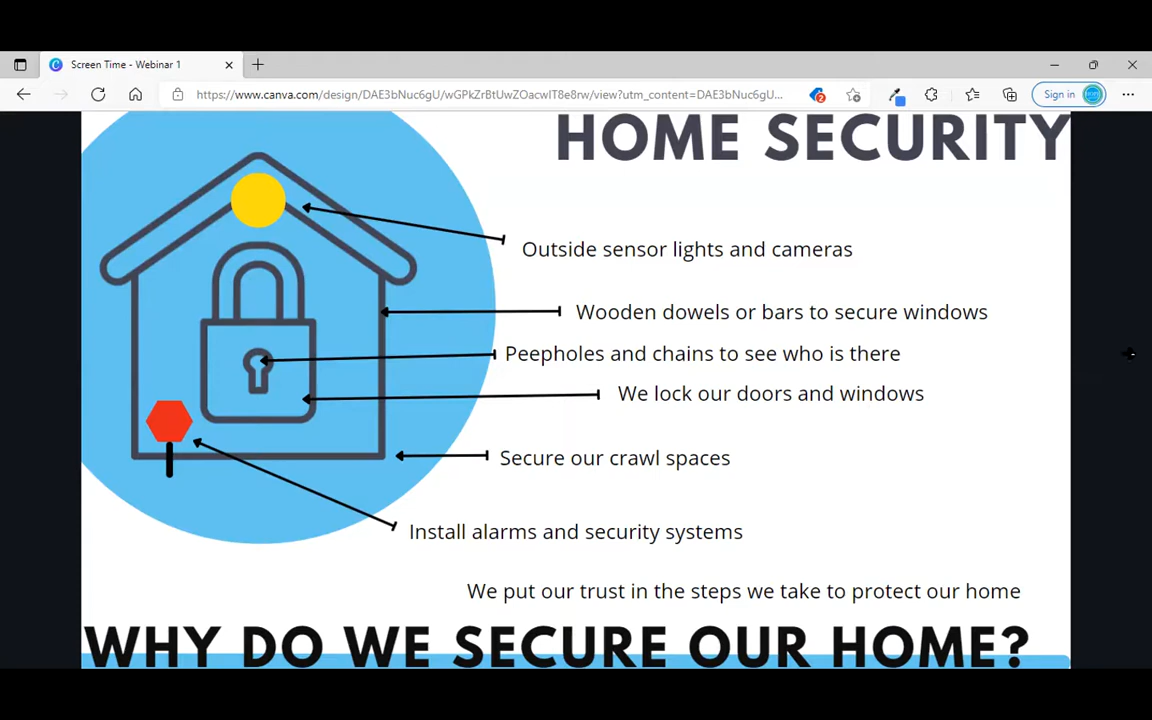 Screen Time - Webinar 1
https://www.canva.com/design/DAE3bNuc6gU/wGPkZrBtUwZOacwIT8e8rw/view?utm_content=DAE3bNuc6gU...
2
Sign in
HOME SECURITY
Outside sensor lights and cameras
Wooden dowels or bars to secure windows
Peepholes and chains to see who is there
We lock our doors and windows
Secure our crawl spaces
Install alarms and security systems
We put our trust in the steps we take to protect our home
WHY DO WE SECURE OUR HOME?